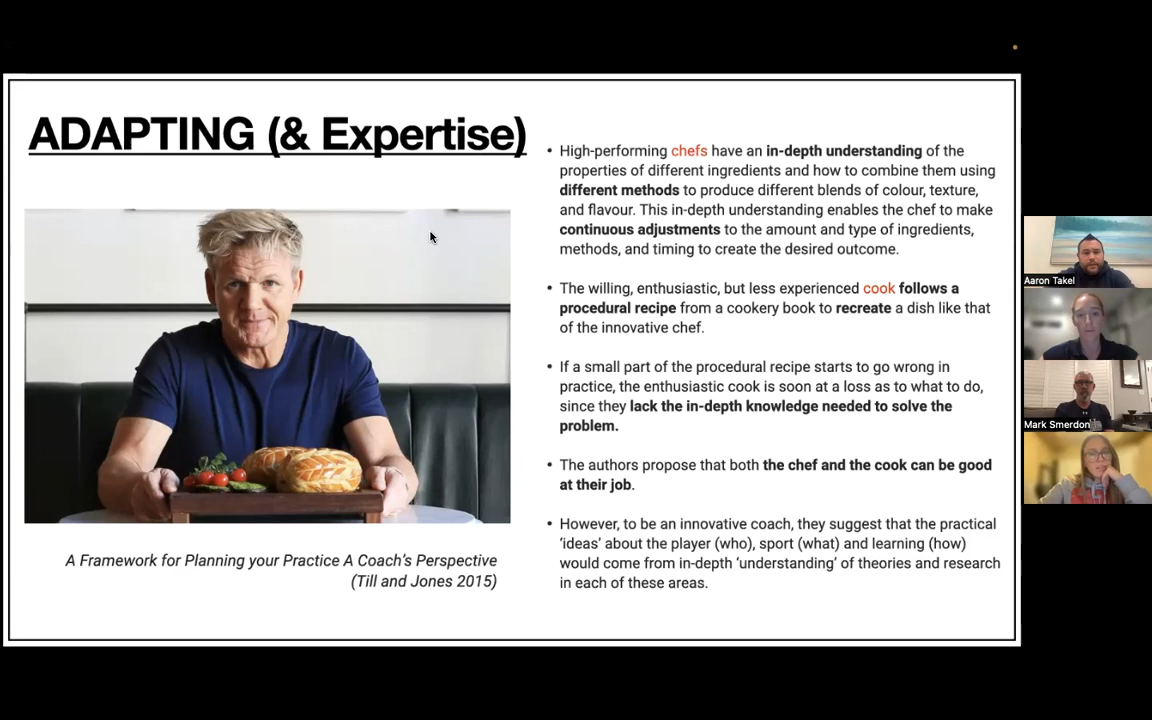 ADAPTING (& Expertise)
• High-performing chefs have an in-depth understanding of the
properties of different ingredients and how to combine them using
different methods to produce different blends of colour, texture,
and flavour. This in-depth understanding enables the chef to make
continuous adjustments to the amount and type of ingredients,
methods, and timing to create the desired outcome.
• The willing, enthusiastic, but less experienced cook follows a
procedural recipe from a cookery book to recreate a dish like that
of the innovative chef.
• If a small part of the procedural recipe starts to go wrong in
practice, the enthusiastic cook is soon at a loss as to what to do,
since they lack the in-depth knowledge needed to solve the
problem.
• The authors propose that both the chef and the cook can be good
at their job.
• However, to be an innovative coach, they suggest that the practical
‘ideas’ about the player (who), sport (what) and learning (how)
would come from in-depth ‘understanding’ of theories and research
in each of these areas.
A Framework for Planning your Practice A Coach’s Perspective
(Till and Jones 2015)
Aaron Takel
Mark Smerdon